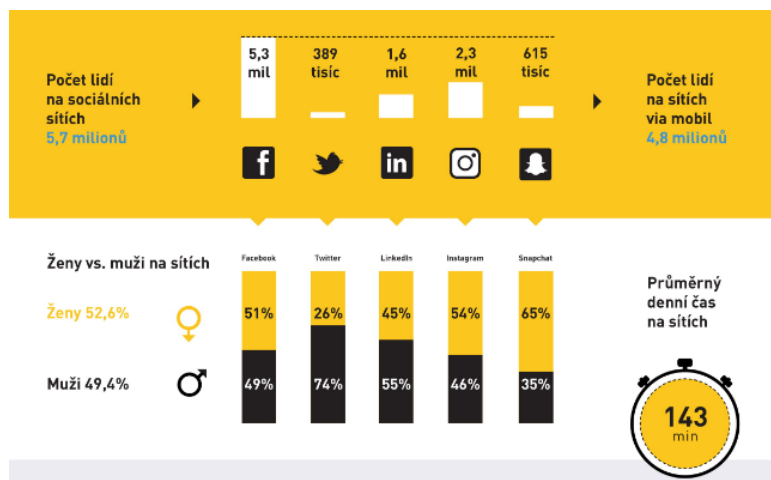 Počet lidí
na sociálních
sítích
5,7 milionů
5,3
mil
389
tisíc
1,6
mil
2,3
mil
615
tisíc
Počet lidí
na sítích
via mobil
4,8 milionů
Ženy vs. muži na sítích
Facebook
Twitter
LinkedIn
Instagram
Snapchat
Ženy 52,6%
51%
26%
45%
54%
65%
Muži 49,4%
49%
74%
55%
46%
35%
Průměrný
denní čas
na sítích
143
min